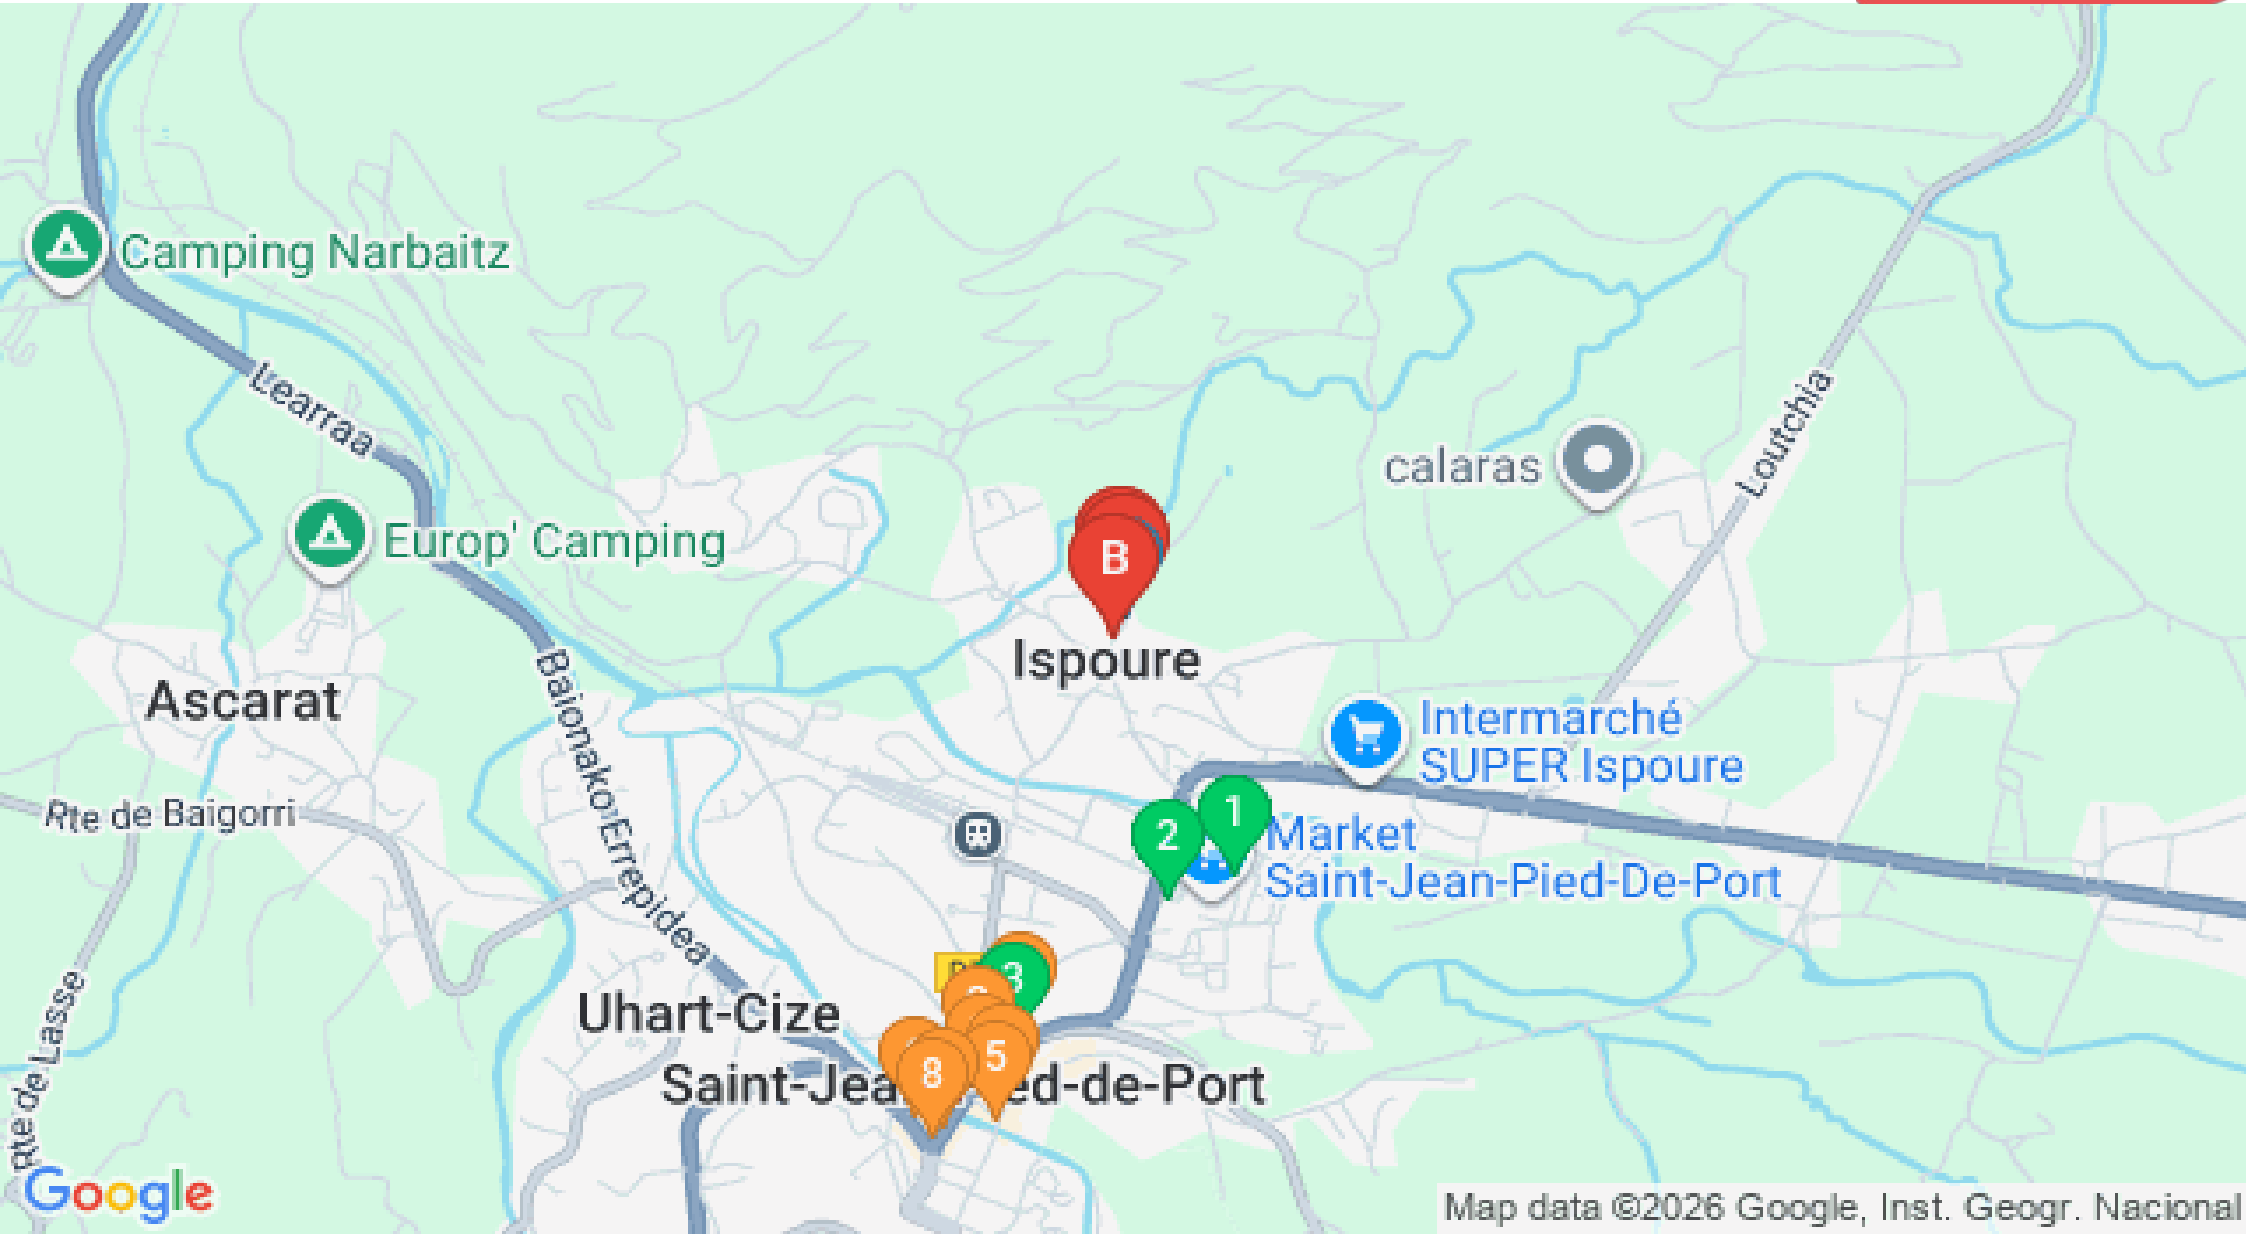 Camping Narbaitz
Learraa
Loutchia
calaras
Europ' Camping
B
Ispoure
Ascarat
Baionako Errepidea
Intermarché
SUPER Ispoure
Rte de Baigorri
1
2
Market
Saint-Jean-Pied-De-Port
3
Uhart-Cize
5
8
Rte de Lasse
Google
Map data ©2026 Google, Inst. Geogr. Nacional